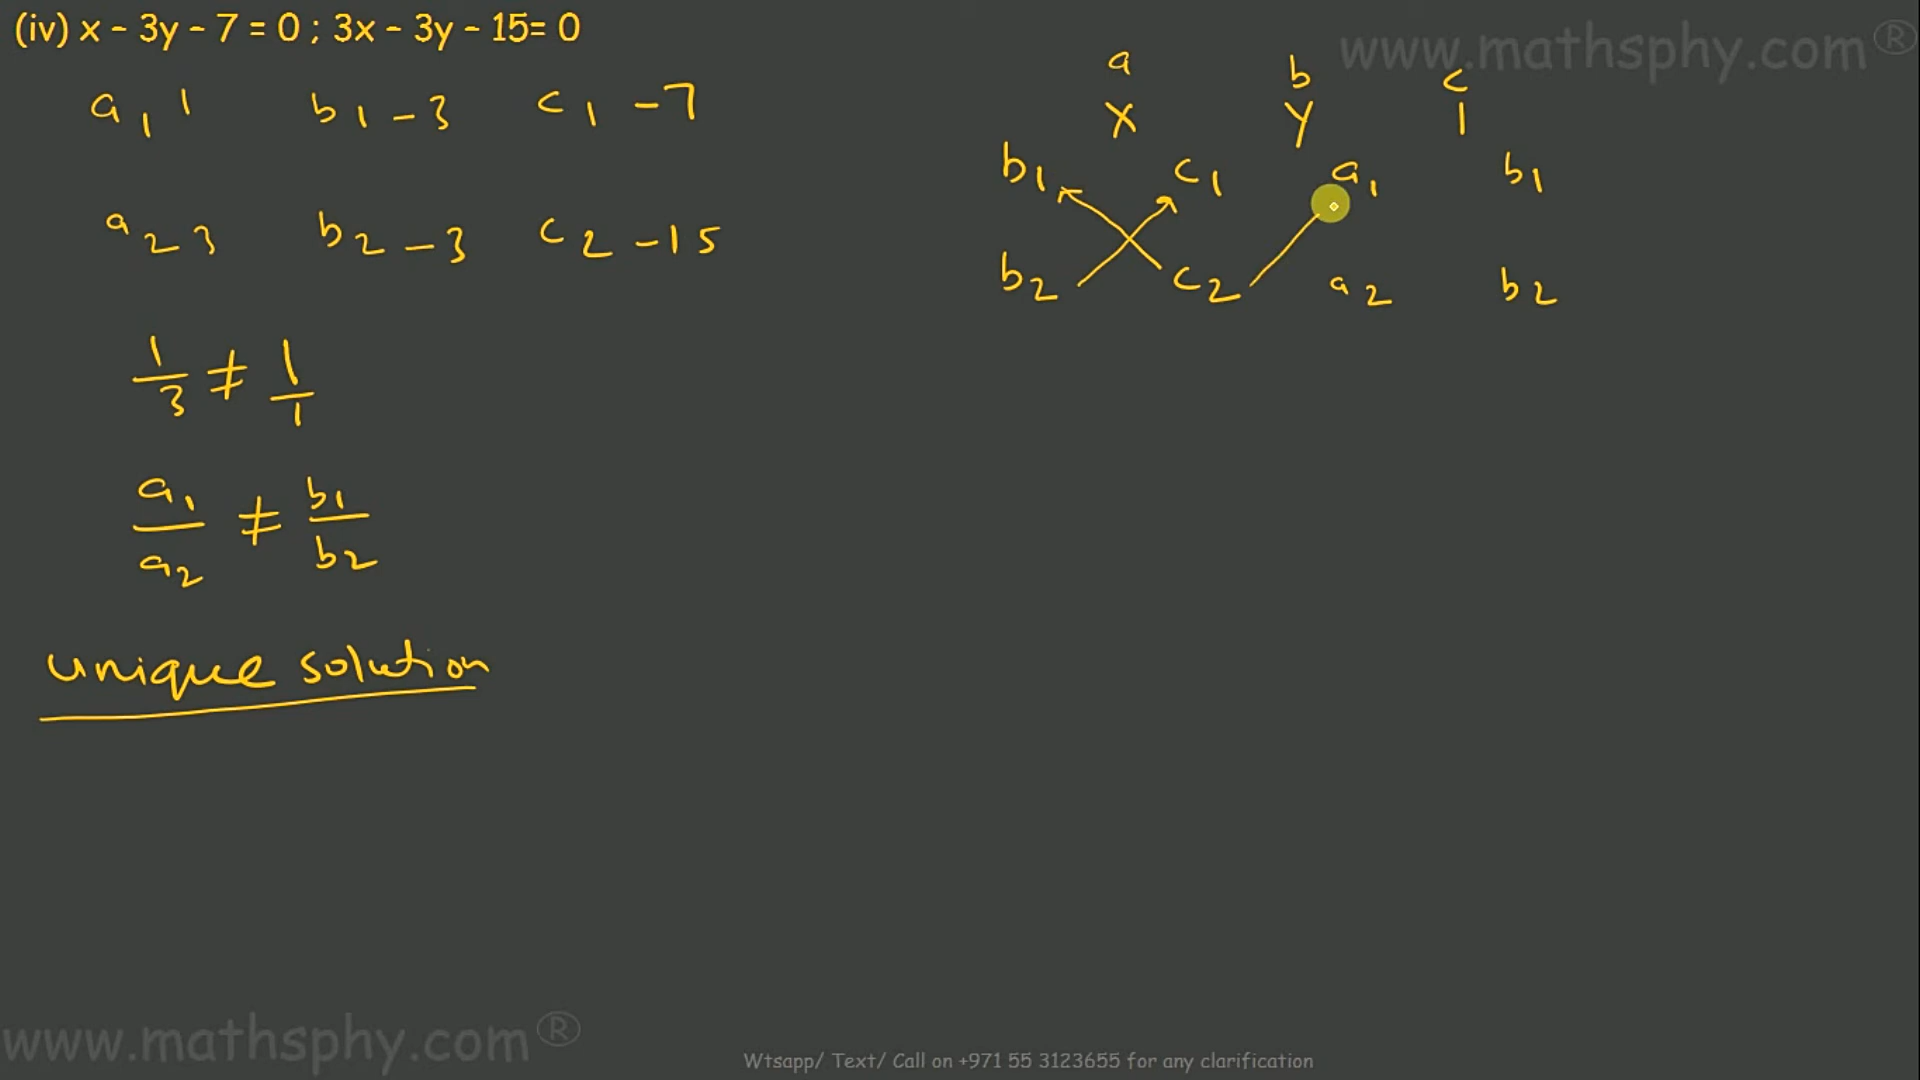 (iv) x - 3y - 7 = 0 ; 3x - 3y - 15= 0
www.mathsphy.com®
a b c
X Y 1
a1 1 b1 -3 c1 -7
b1 c1 a1 b1
a2 3 b2 -3 c2 -15
b2 c2 a2 b2
1/3 ≠ 1/1
a1/a2 ≠ b1/b2
unique solution
www.mathsphy.com®
Wtsapp/ Text/ Call on +971 55 3123655 for any clarification